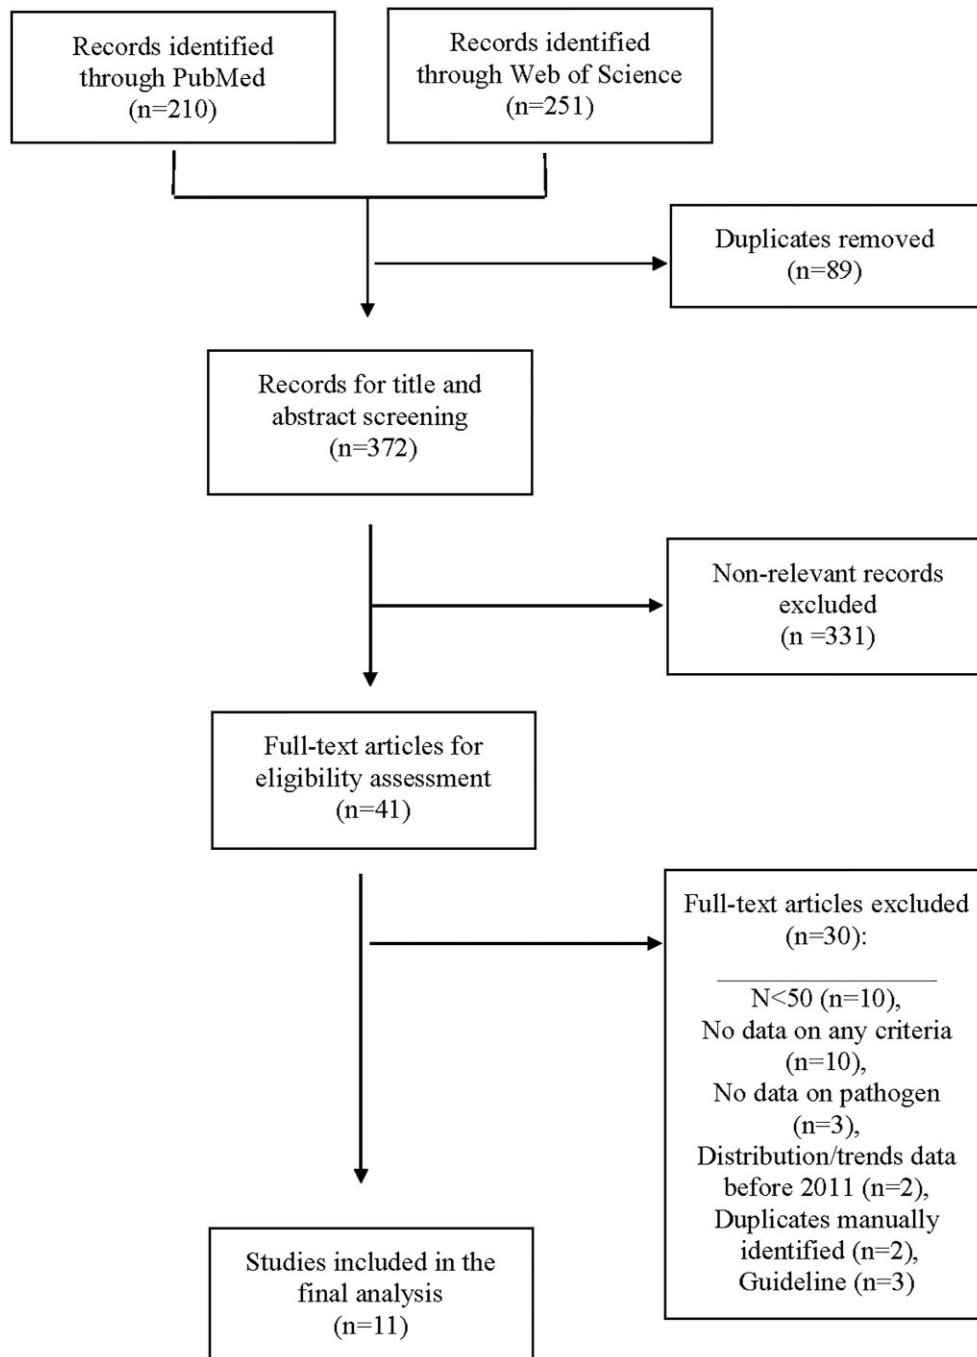 Records identified
through PubMed
(n=210)
Records identified
through Web of Science
(n=251)
Duplicates removed
(n=89)
Records for title and
abstract screening
(n=372)
Non-relevant records
excluded
(n =331)
Full-text articles for
eligibility assessment
(n=41)
Full-text articles excluded
(n=30):
N<50 (n=10),
No data on any criteria
(n=10),
No data on pathogen
(n=3),
Distribution/trends data
before 2011 (n=2),
Duplicates manually
identified (n=2),
Guideline (n=3)
Studies included in the
final analysis
(n=11)